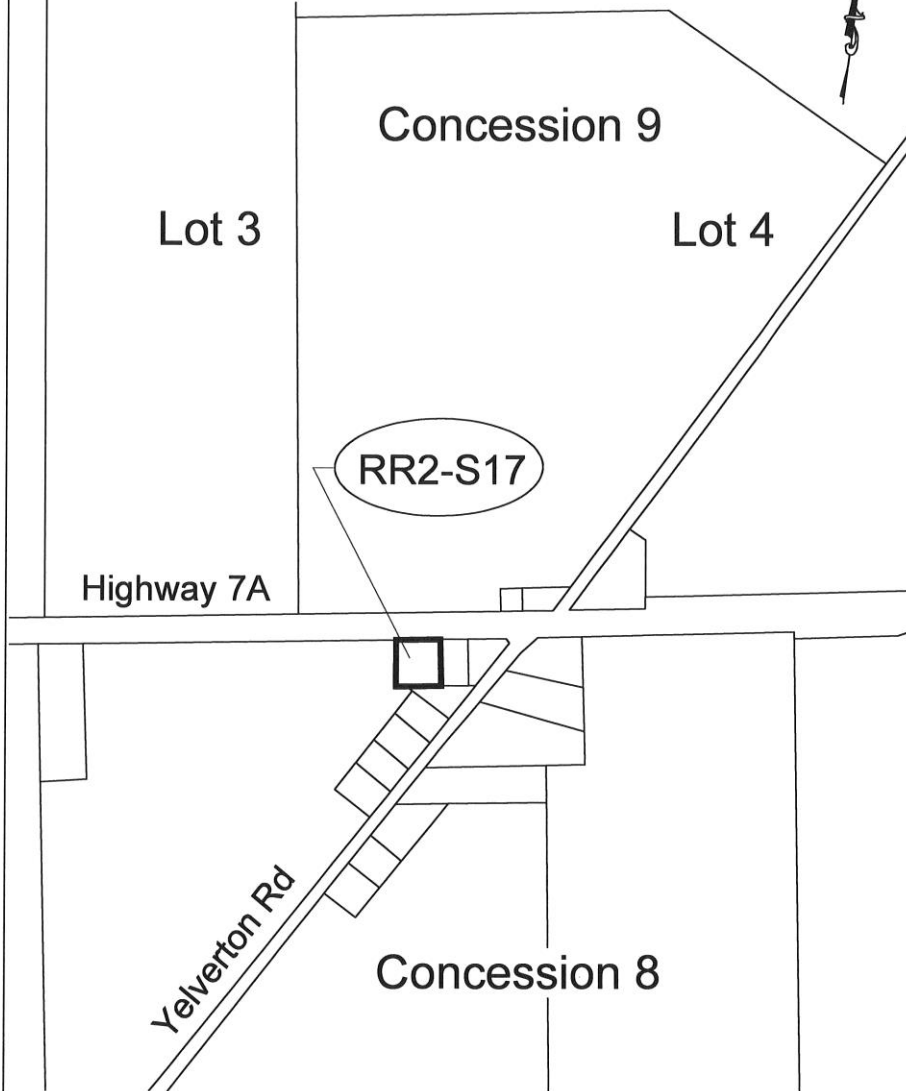 Concession 9
Lot 3
Lot 4
RR2-S17
Highway 7A
Yelverton Rd
Concession 8